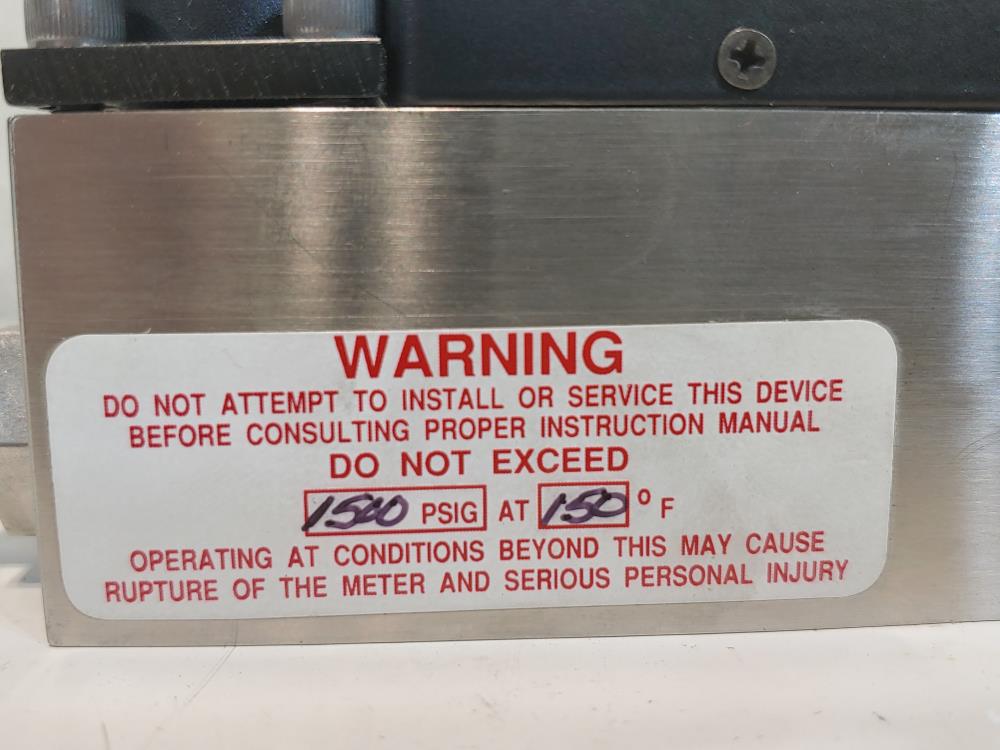 WARNING
DO NOT ATTEMPT TO INSTALL OR SERVICE THIS DEVICE
BEFORE CONSULTING PROPER INSTRUCTION MANUAL
DO NOT EXCEED
1500 PSIG AT 150 º F
OPERATING AT CONDITIONS BEYOND THIS MAY CAUSE
RUPTURE OF THE METER AND SERIOUS PERSONAL INJURY